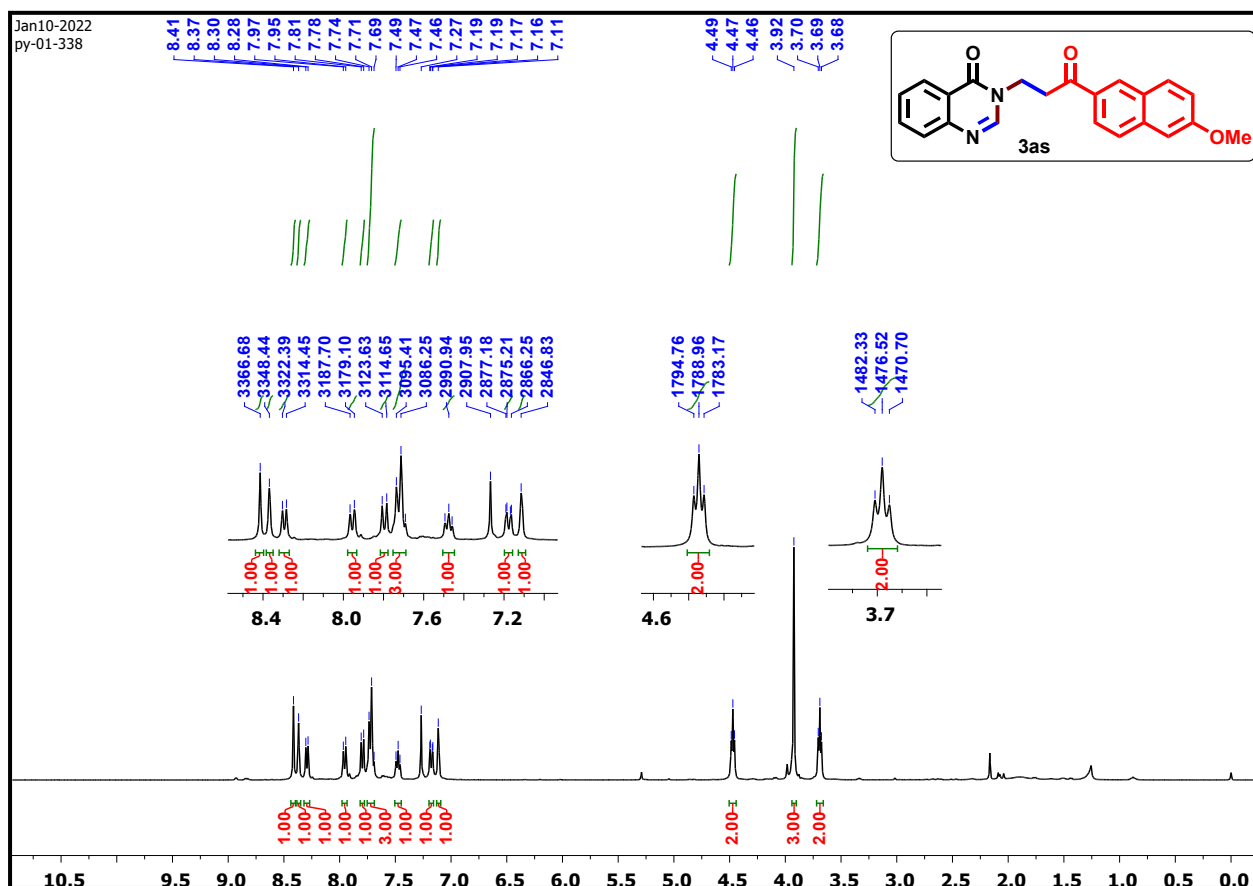 Jan10-2022
py-01-338
8.41 8.37 8.30 8.28 7.97 7.95 7.81 7.78 7.74 7.71 7.69 7.49 7.47 7.46 7.27 7.19 7.19 7.17 7.16 7.11
4.49 4.47 4.46 3.92 3.70 3.69 3.68
O O
N
N
OMe
3as
3366.68 3348.44 3322.39 3314.45 3187.70 3179.10 3123.63 3114.65 3095.41 3086.25 2990.94 2907.95 2877.18 2875.21 2866.25 2846.83
1794.76 1788.96 1783.17
1482.33 1476.52 1470.70
1.00 1.00 1.00 1.00 1.00 3.00 1.00 1.00 1.00
2.00
2.00
8.4 8.0 7.6 7.2
4.6
3.7
1.00 1.00 1.00 1.00 1.00 3.00 1.00 1.00 1.00 2.00 3.00 2.00
10.5 9.5 9.0 8.5 8.0 7.5 7.0 6.5 6.0 5.5 5.0 4.5 4.0 3.5 3.0 2.5 2.0 1.5 1.0 0.5 0.0